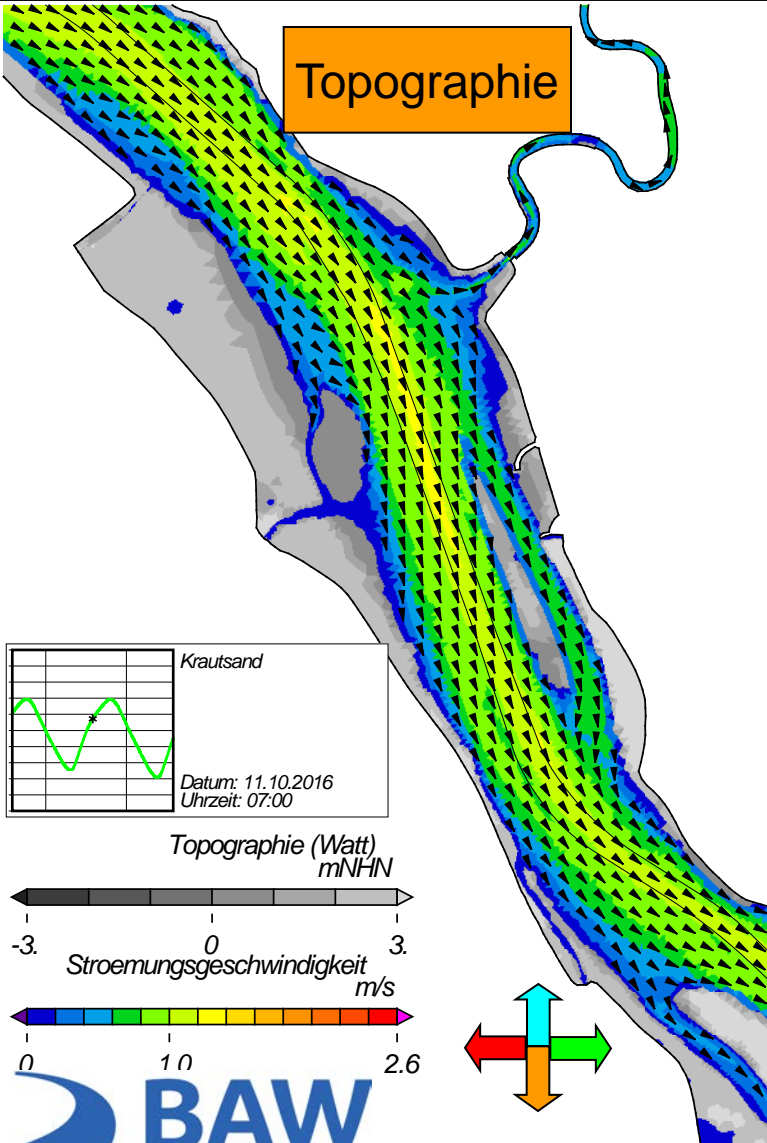 Topographie
Krautsand
Datum: 11.10.2016
Uhrzeit: 07:00
Topographie (Watt)
mNHN
-3. 0 3.
Stroemungsgeschwindigkeit
m/s
0 1.0 2.6
BAW